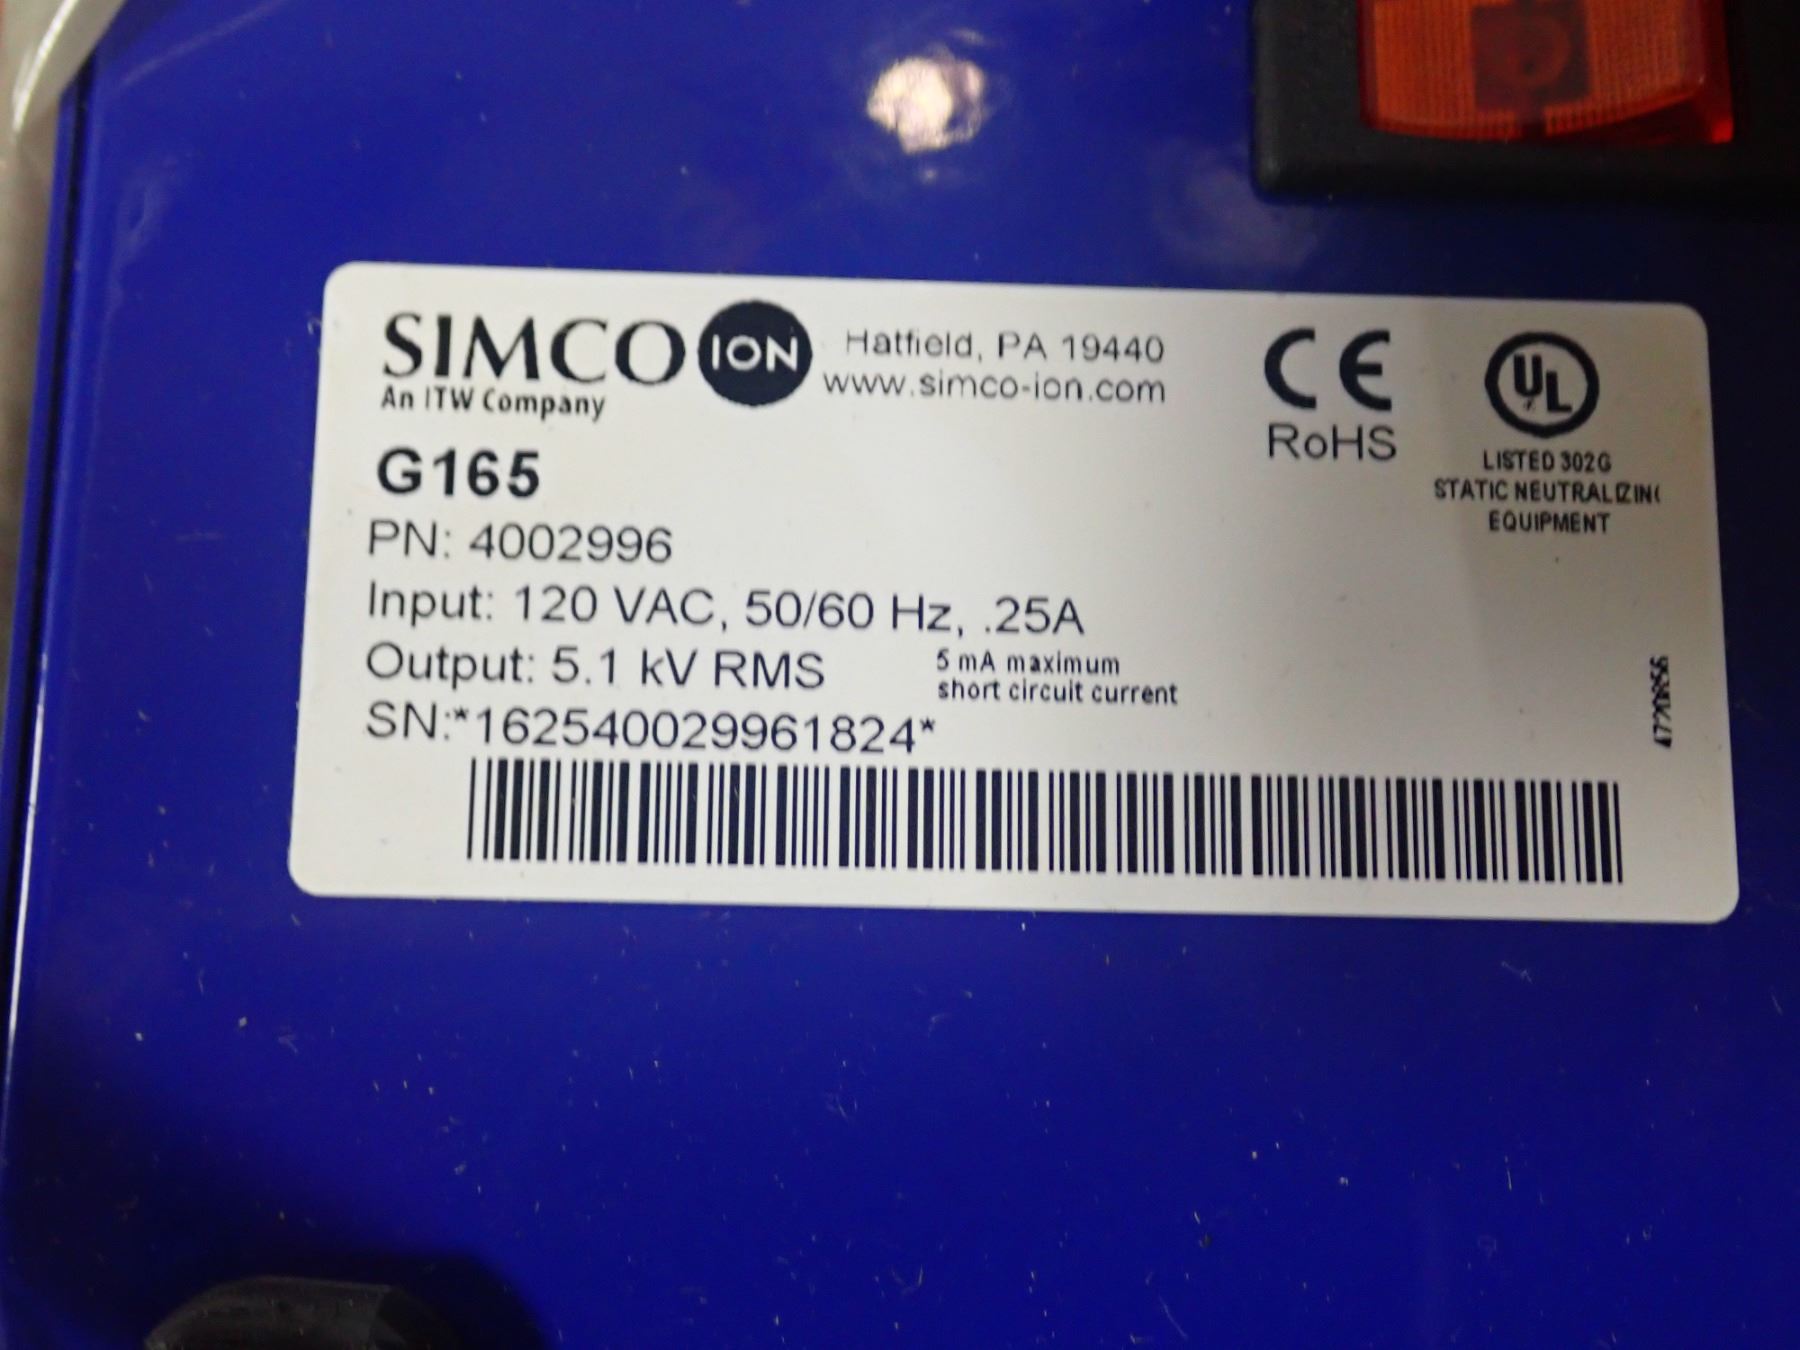 SIMCO ION
An ITW Company
Hatfield, PA 19440
www.simco-ion.com
CE
RoHS
UL
LISTED 302G
STATIC NEUTRALIZIN
EQUIPMENT
G165
PN: 4002996
Input: 120 VAC, 50/60 Hz, .25A
Output: 5.1 kV RMS
5 mA maximum
short circuit current
SN:*162540029961824*